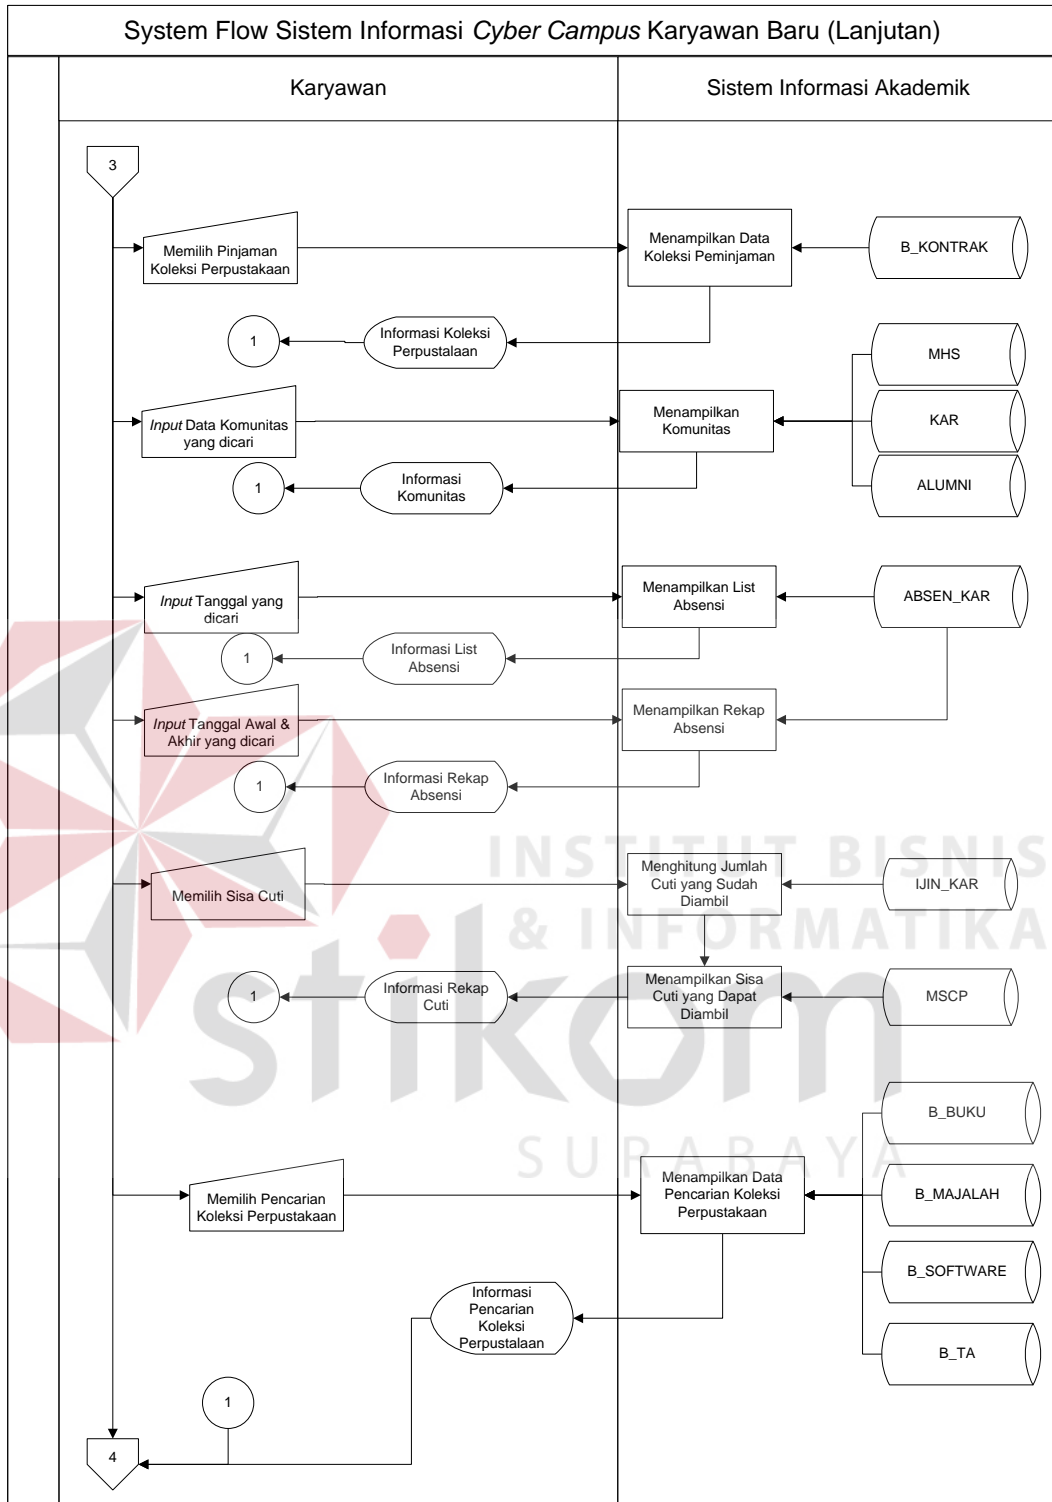 System Flow Sistem Informasi Cyber Campus Karyawan Baru (Lanjutan)
Karyawan
Sistem Informasi Akademik
3
Memilih Pinjaman
Koleksi Perpustakaan
Menampilkan Data
Koleksi Peminjaman
B_KONTRAK
1
Informasi Koleksi
Perpustalaan
MHS
Input Data Komunitas
yang dicari
Menampilkan
Komunitas
KAR
1
Informasi
Komunitas
ALUMNI
Input Tanggal yang
dicari
Menampilkan List
Absensi
ABSEN_KAR
1
Informasi List
Absensi
Input Tanggal Awal &
Akhir yang dicari
Menampilkan Rekap
Absensi
1
Informasi Rekap
Absensi
INSTITUT BISNIS
& INFORMATIKA
Memilih Sisa Cuti
Menghitung Jumlah
Cuti yang Sudah
Diambil
IJIN_KAR
1
Informasi Rekap
Cuti
Menampilkan Sisa
Cuti yang Dapat
Diambil
MSCP
stikom
SURABAYA
B_BUKU
Memilih Pencarian
Koleksi Perpustakaan
Menampilkan Data
Pencarian Koleksi
Perpustakaan
B_MAJALAH
B_SOFTWARE
Informasi
Pencarian
Koleksi
Perpustalaan
B_TA
1
4